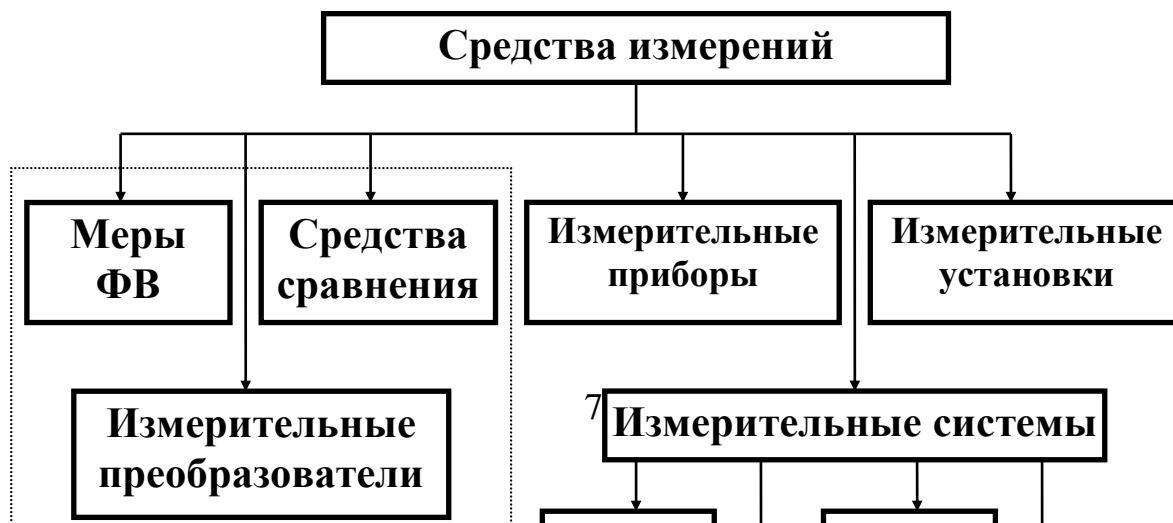 Средства измерений
Меры
ФВ
Средства
сравнения
Измерительные
приборы
Измерительные
установки
Измерительные
преобразователи
7
Измерительные системы